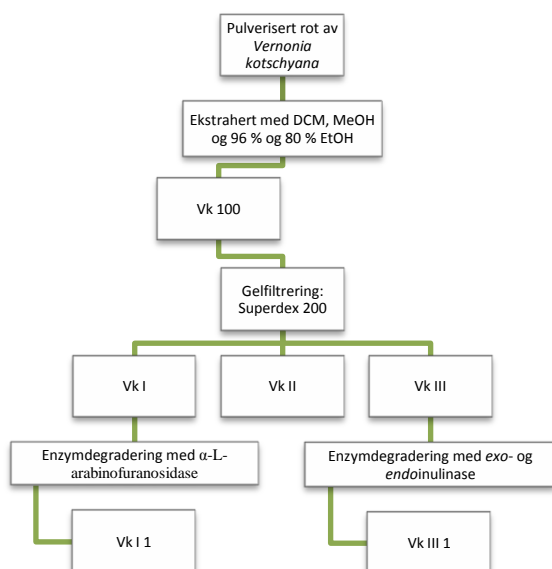 Pulverisert rot av
Vernonia
kotschyana
Ekstrahert med DCM, MeOH
og 96 % og 80 % EtOH
Vk 100
Gelfiltrering:
Superdex 200
Vk I
Vk II
Vk III
Enzymdegradering med α-L-
arabinofuranosidase
Enzymdegradering med exo- og
endoinulinase
Vk I 1
Vk III 1